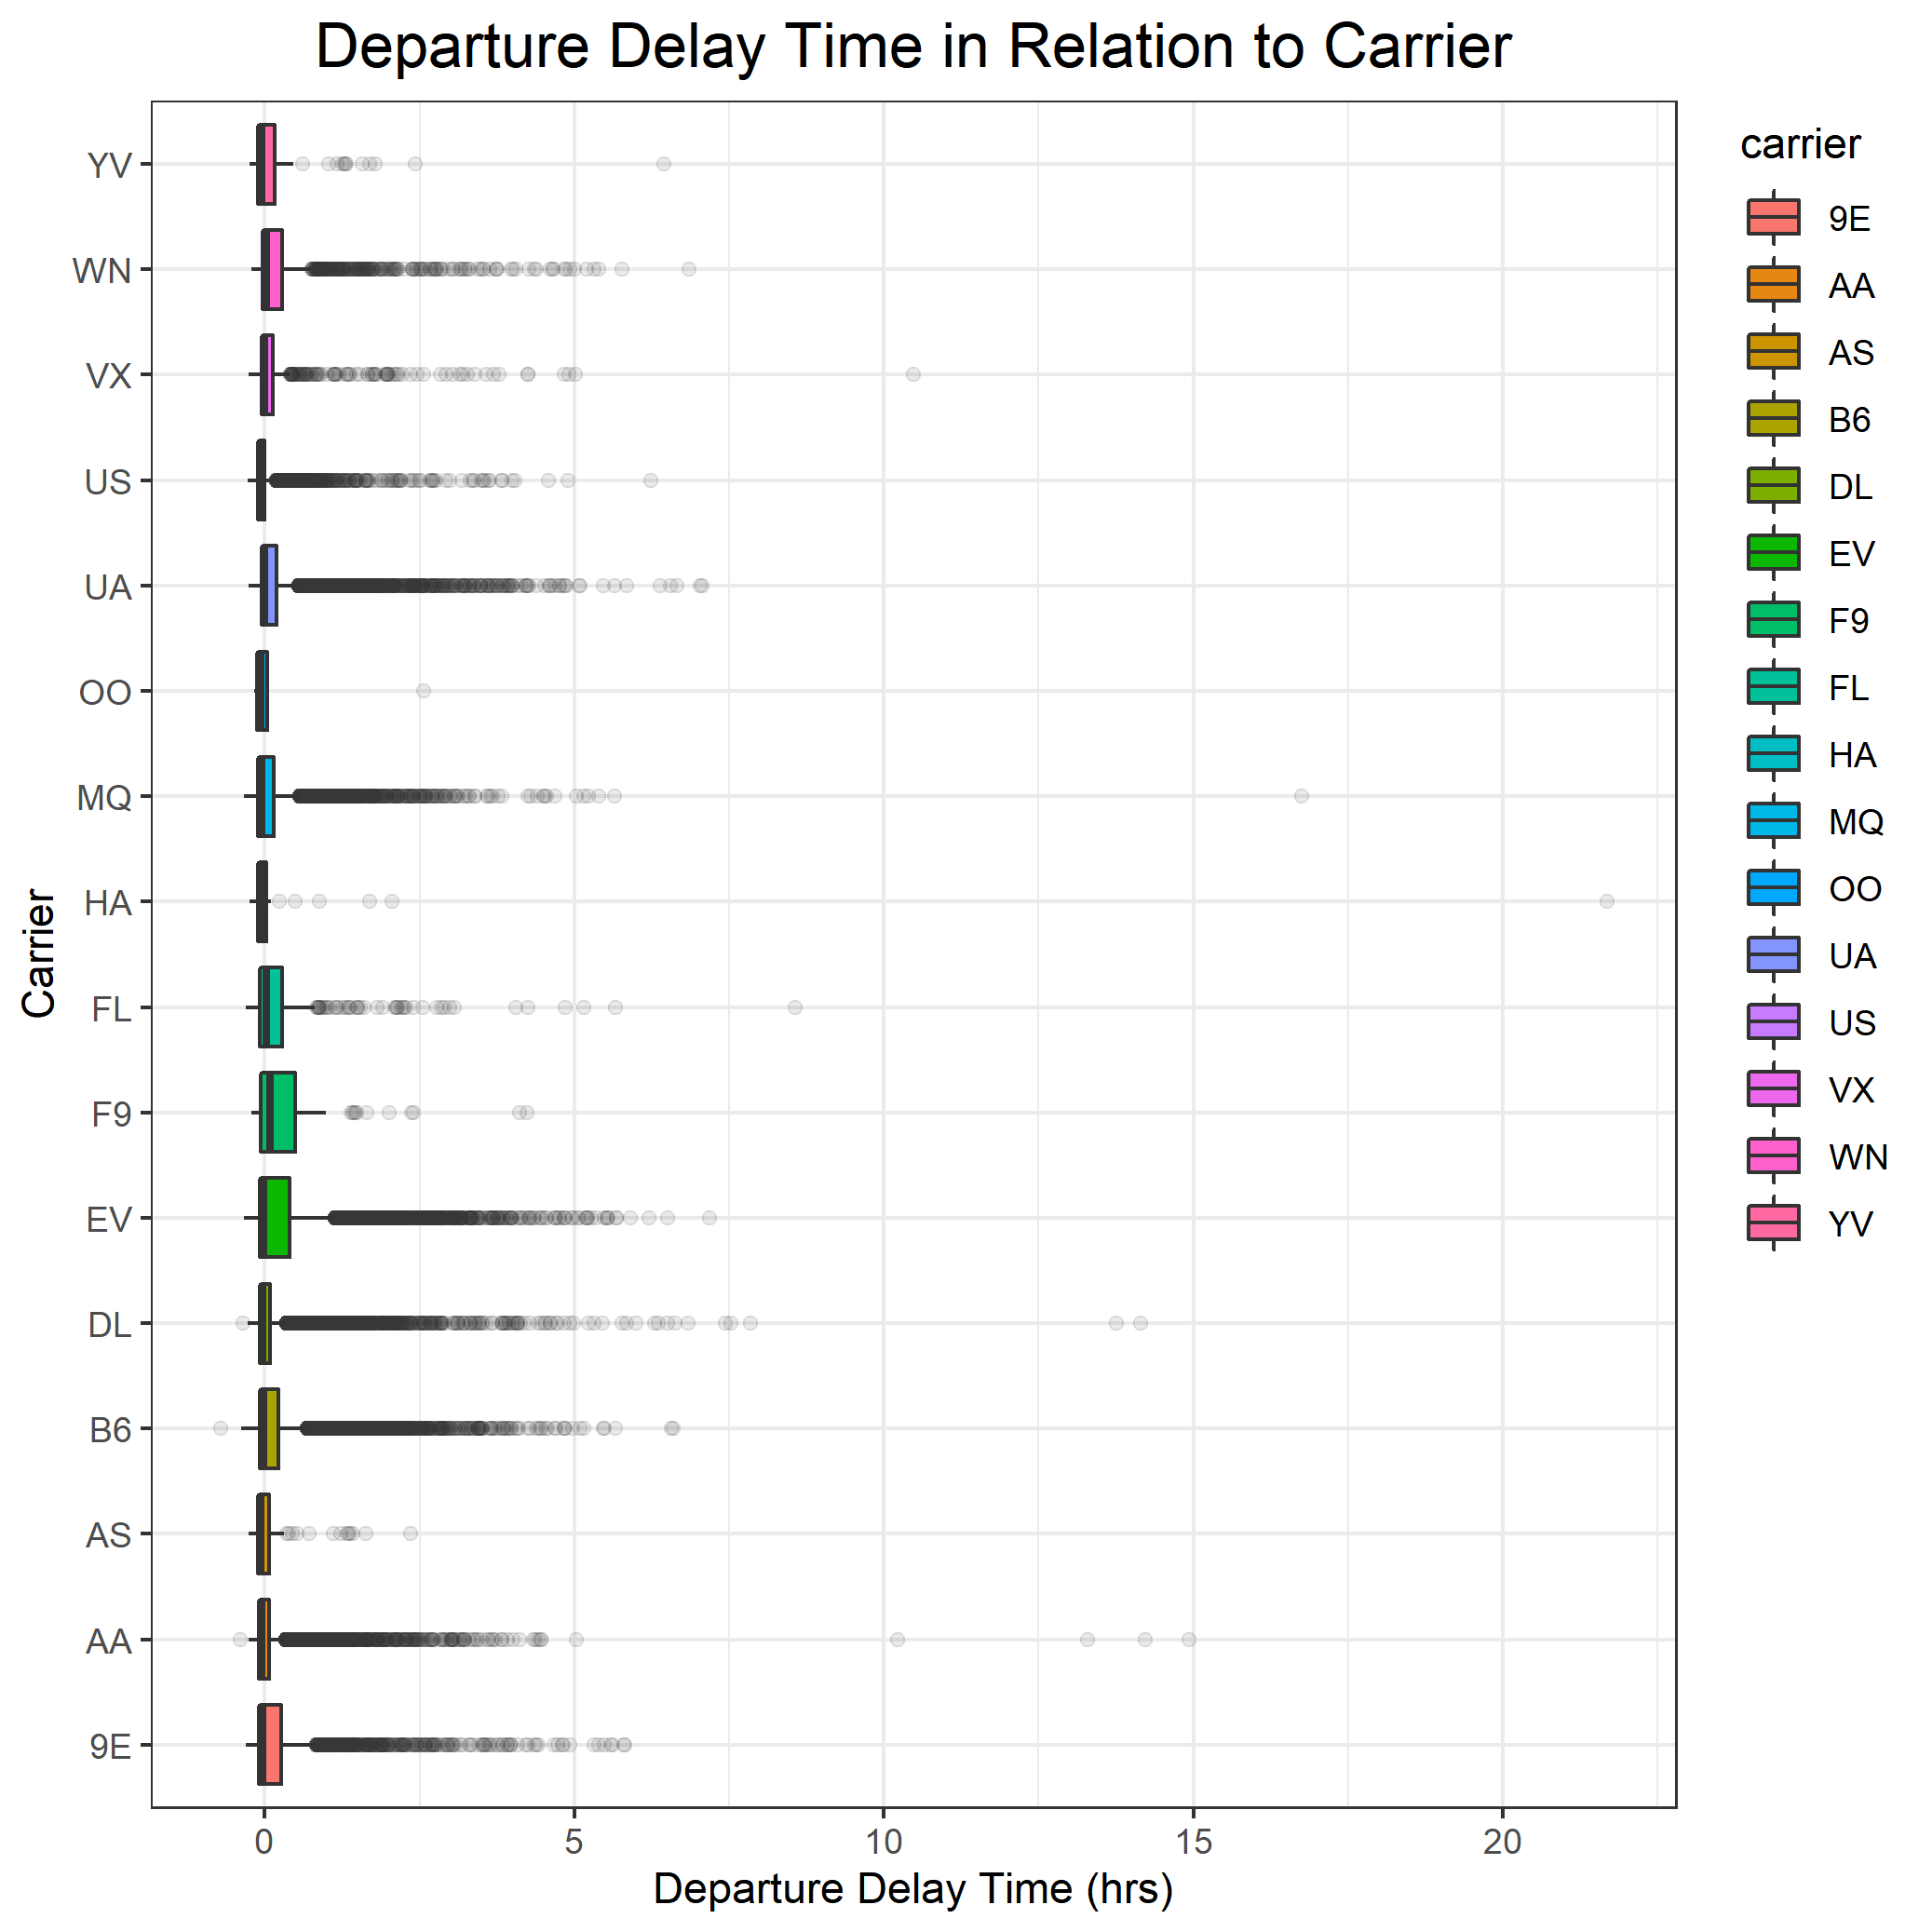 Departure Delay Time in Relation to Carrier
YV
WN
VX
US
UA
OO
MQ
HA
FL
F9
EV
DL
B6
AS
AA
9E
Carrier
0 5 10 15 20
Departure Delay Time (hrs)
carrier
9E
AA
AS
B6
DL
EV
F9
FL
HA
MQ
OO
UA
US
VX
WN
YV